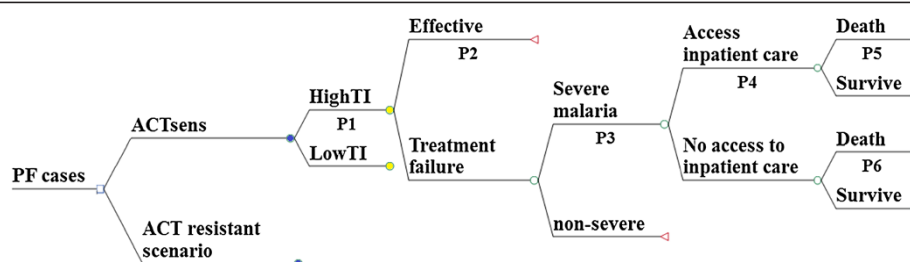 Effective
P2
Access
inpatient care
P4
Death
P5
Survive
HighTI
P1
LowTI
Severe
malaria
P3
ACTsens
Treatment
failure
No access to
inpatient care
Death
P6
Survive
PF cases
non-severe
ACT resistant
scenario